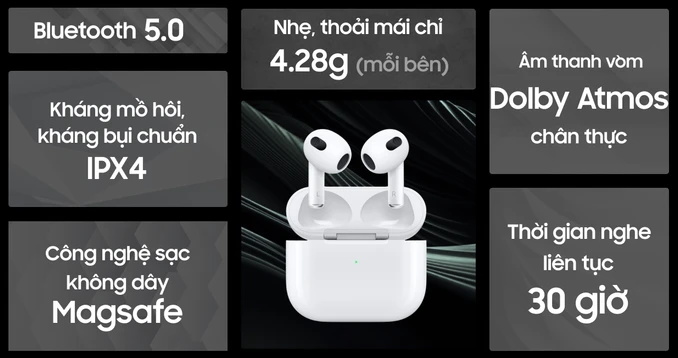 Bluetooth 5.0
Kháng mồ hôi,
kháng bụi chuẩn
IPX4
Công nghệ sạc
không dây
Magsafe
Nhẹ, thoải mái chỉ
4.28g (mỗi bên)
Âm thanh vòm
Dolby Atmos
chân thực
Thời gian nghe
liên tục
30 giờ